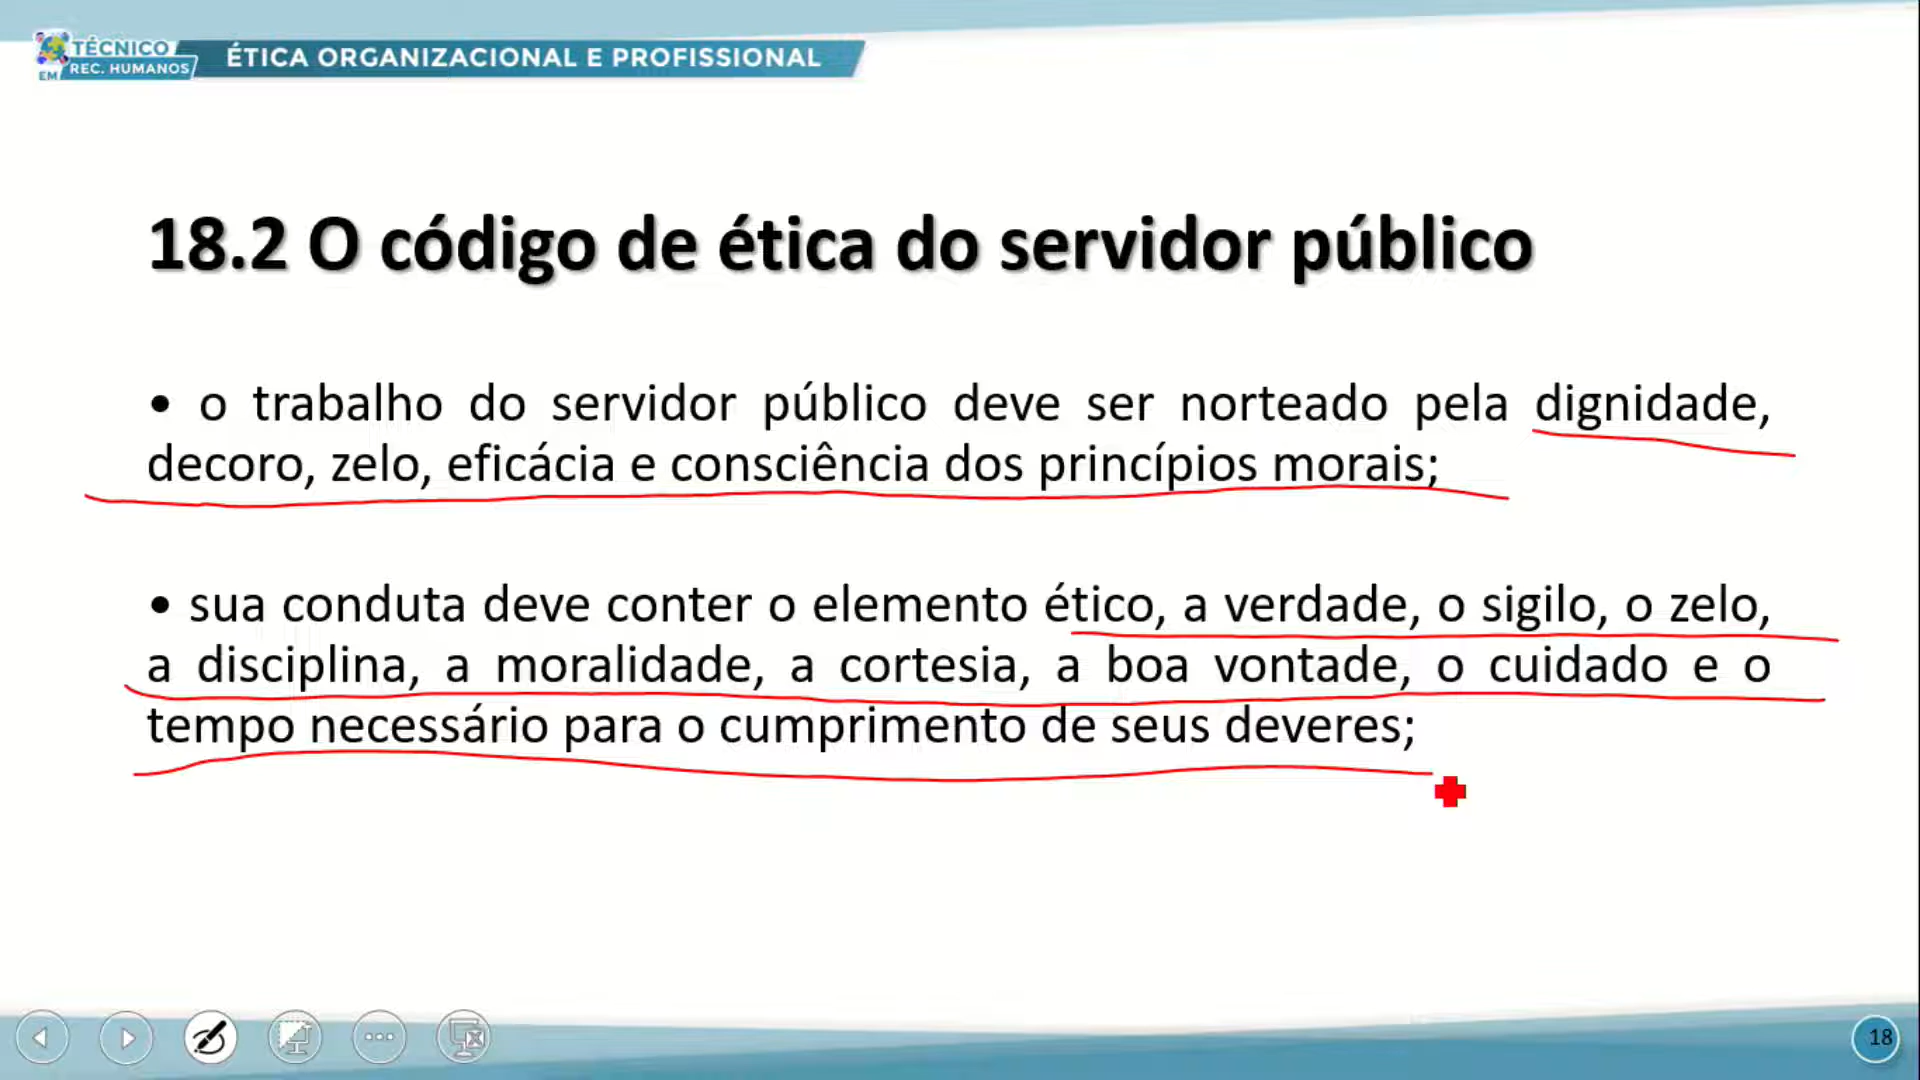 TÉCNICO
EM REC. HUMANOS
ÉTICA ORGANIZACIONAL E PROFISSIONAL
18.2 O código de ética do servidor público
• o trabalho do servidor público deve ser norteado pela dignidade,
decoro, zelo, eficácia e consciência dos princípios morais;
• sua conduta deve conter o elemento ético, a verdade, o sigilo, o zelo,
a disciplina, a moralidade, a cortesia, a boa vontade, o cuidado e o
tempo necessário para o cumprimento de seus deveres;
18